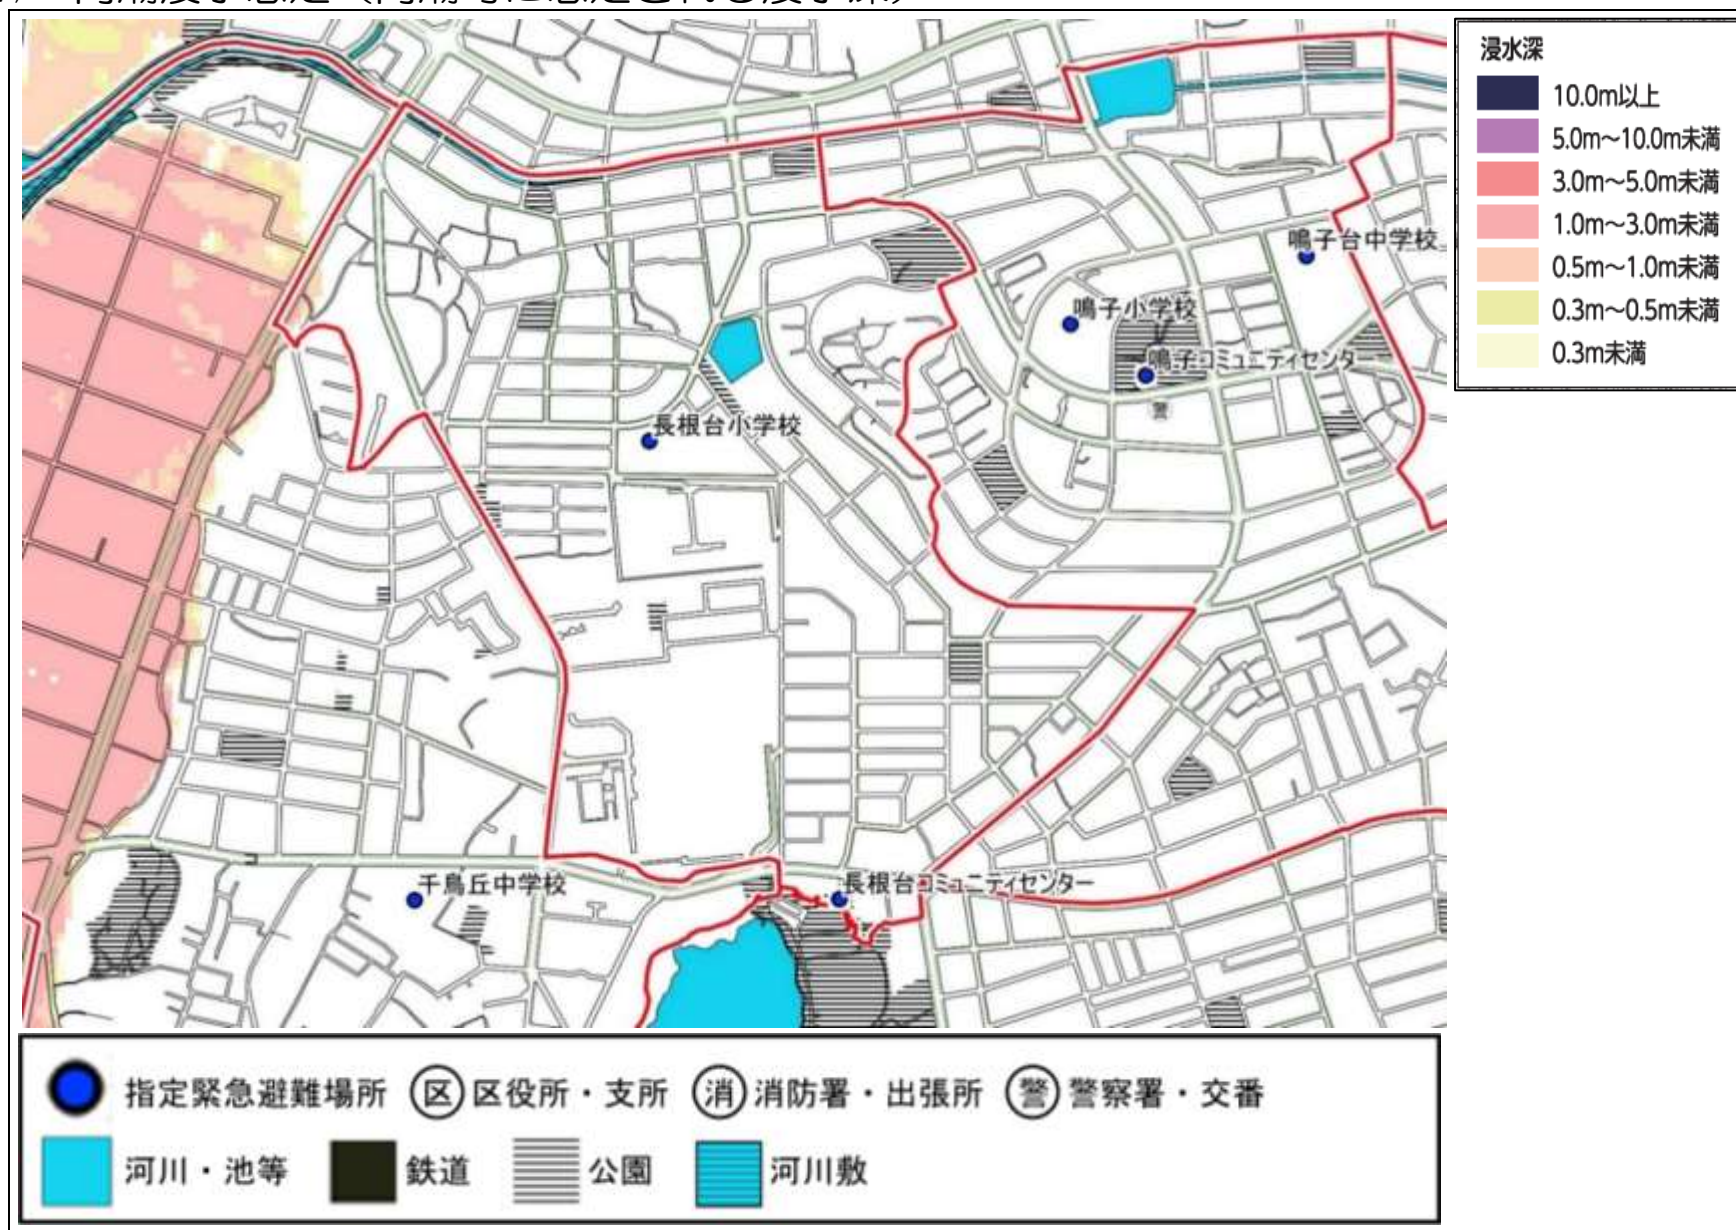 浸水深
10.0m以上
5.0m～10.0m未満
3.0m～5.0m未満
1.0m～3.0m未満
0.5m～1.0m未満
0.3m～0.5m未満
0.3m未満
鳴子台中学校
鳴子小学校
鳴子コミュニティセンター
警
長根台小学校
千鳥丘中学校
長根台コミュニティセンター
指定緊急避難場所 区 区役所・支所 消 消防署・出張所 警 警察署・交番
河川・池等 鉄道 公園 河川敷